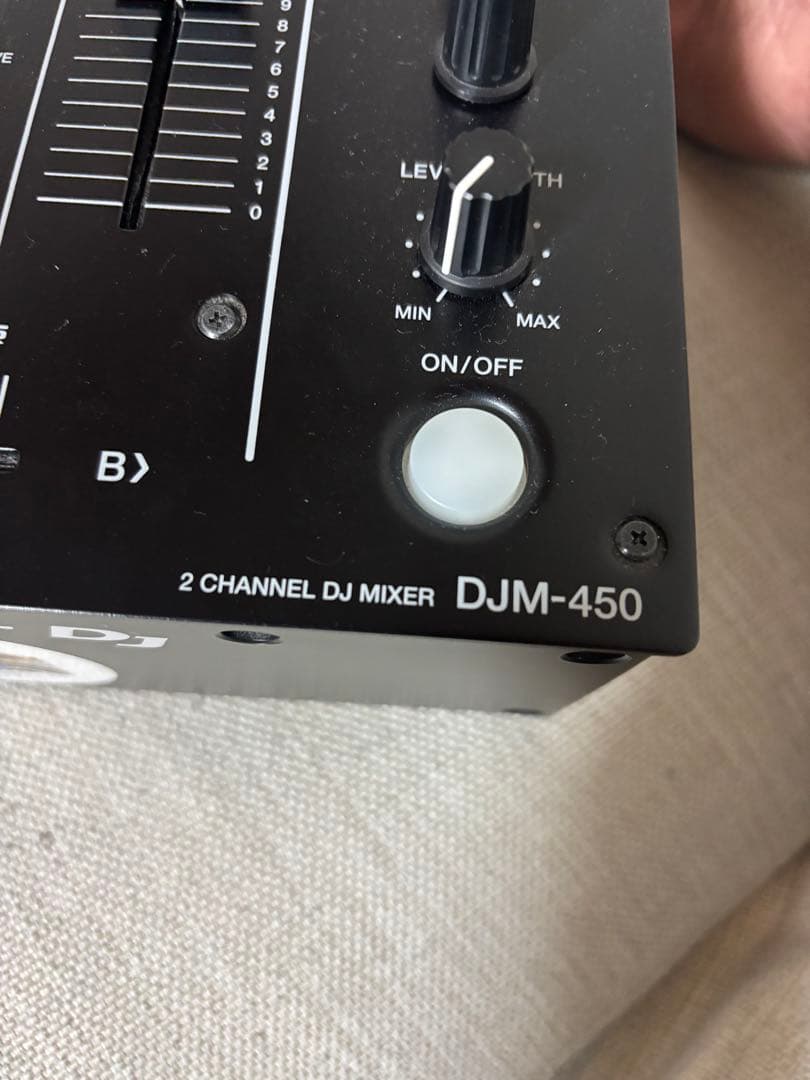 9
8
7
6
5
4
3
2
1
0
LEV
TH
MIN
MAX
ON/OFF
B>
2 CHANNEL DJ MIXER DJM-450
DJ